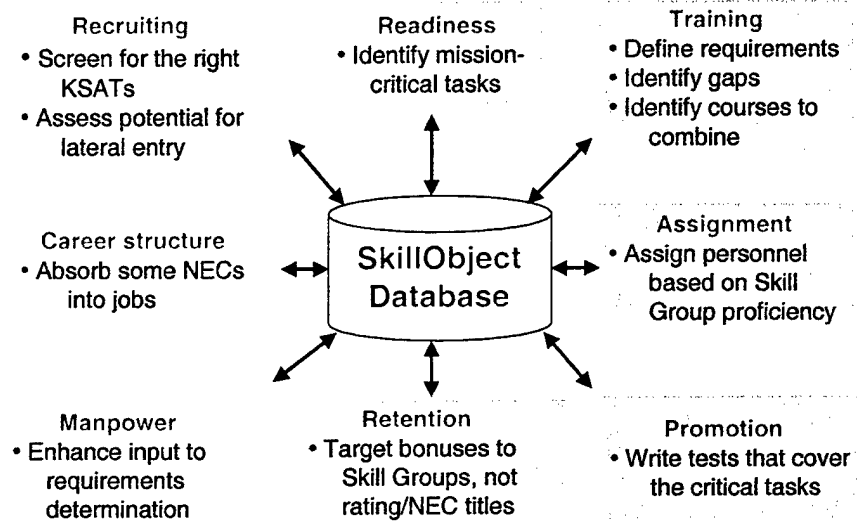 Recruiting
• Screen for the right
KSATs
• Assess potential for
lateral entry
Readiness
• Identify mission-
critical tasks
Training
• Define requirements
• Identify gaps
• Identify courses to
combine
Career structure
• Absorb some NECs
into jobs
SkillObject
Database
Assignment
• Assign personnel
based on Skill
Group proficiency
Manpower
• Enhance input to
requirements
determination
Retention
• Target bonuses to
Skill Groups, not
rating/NEC titles
Promotion
• Write tests that cover
the critical tasks